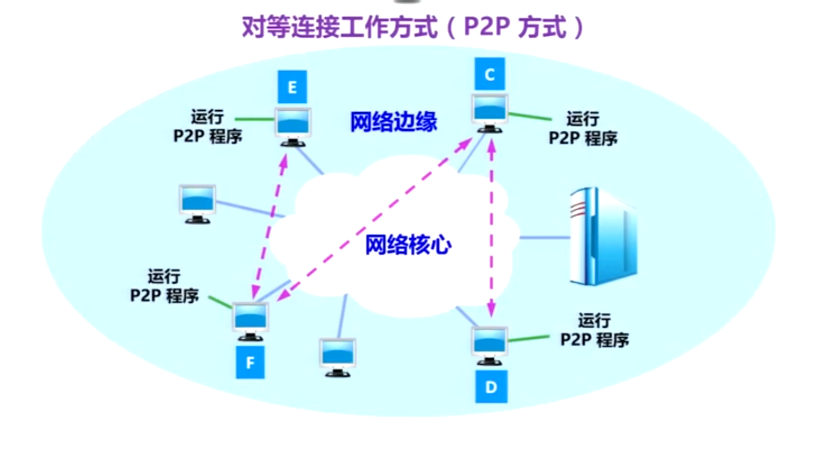 对等连接工作方式（P2P 方式）
E
C
运行
P2P 程序
网络边缘
运行
P2P 程序
网络核心
运行
P2P 程序
运行
P2P 程序
F
D